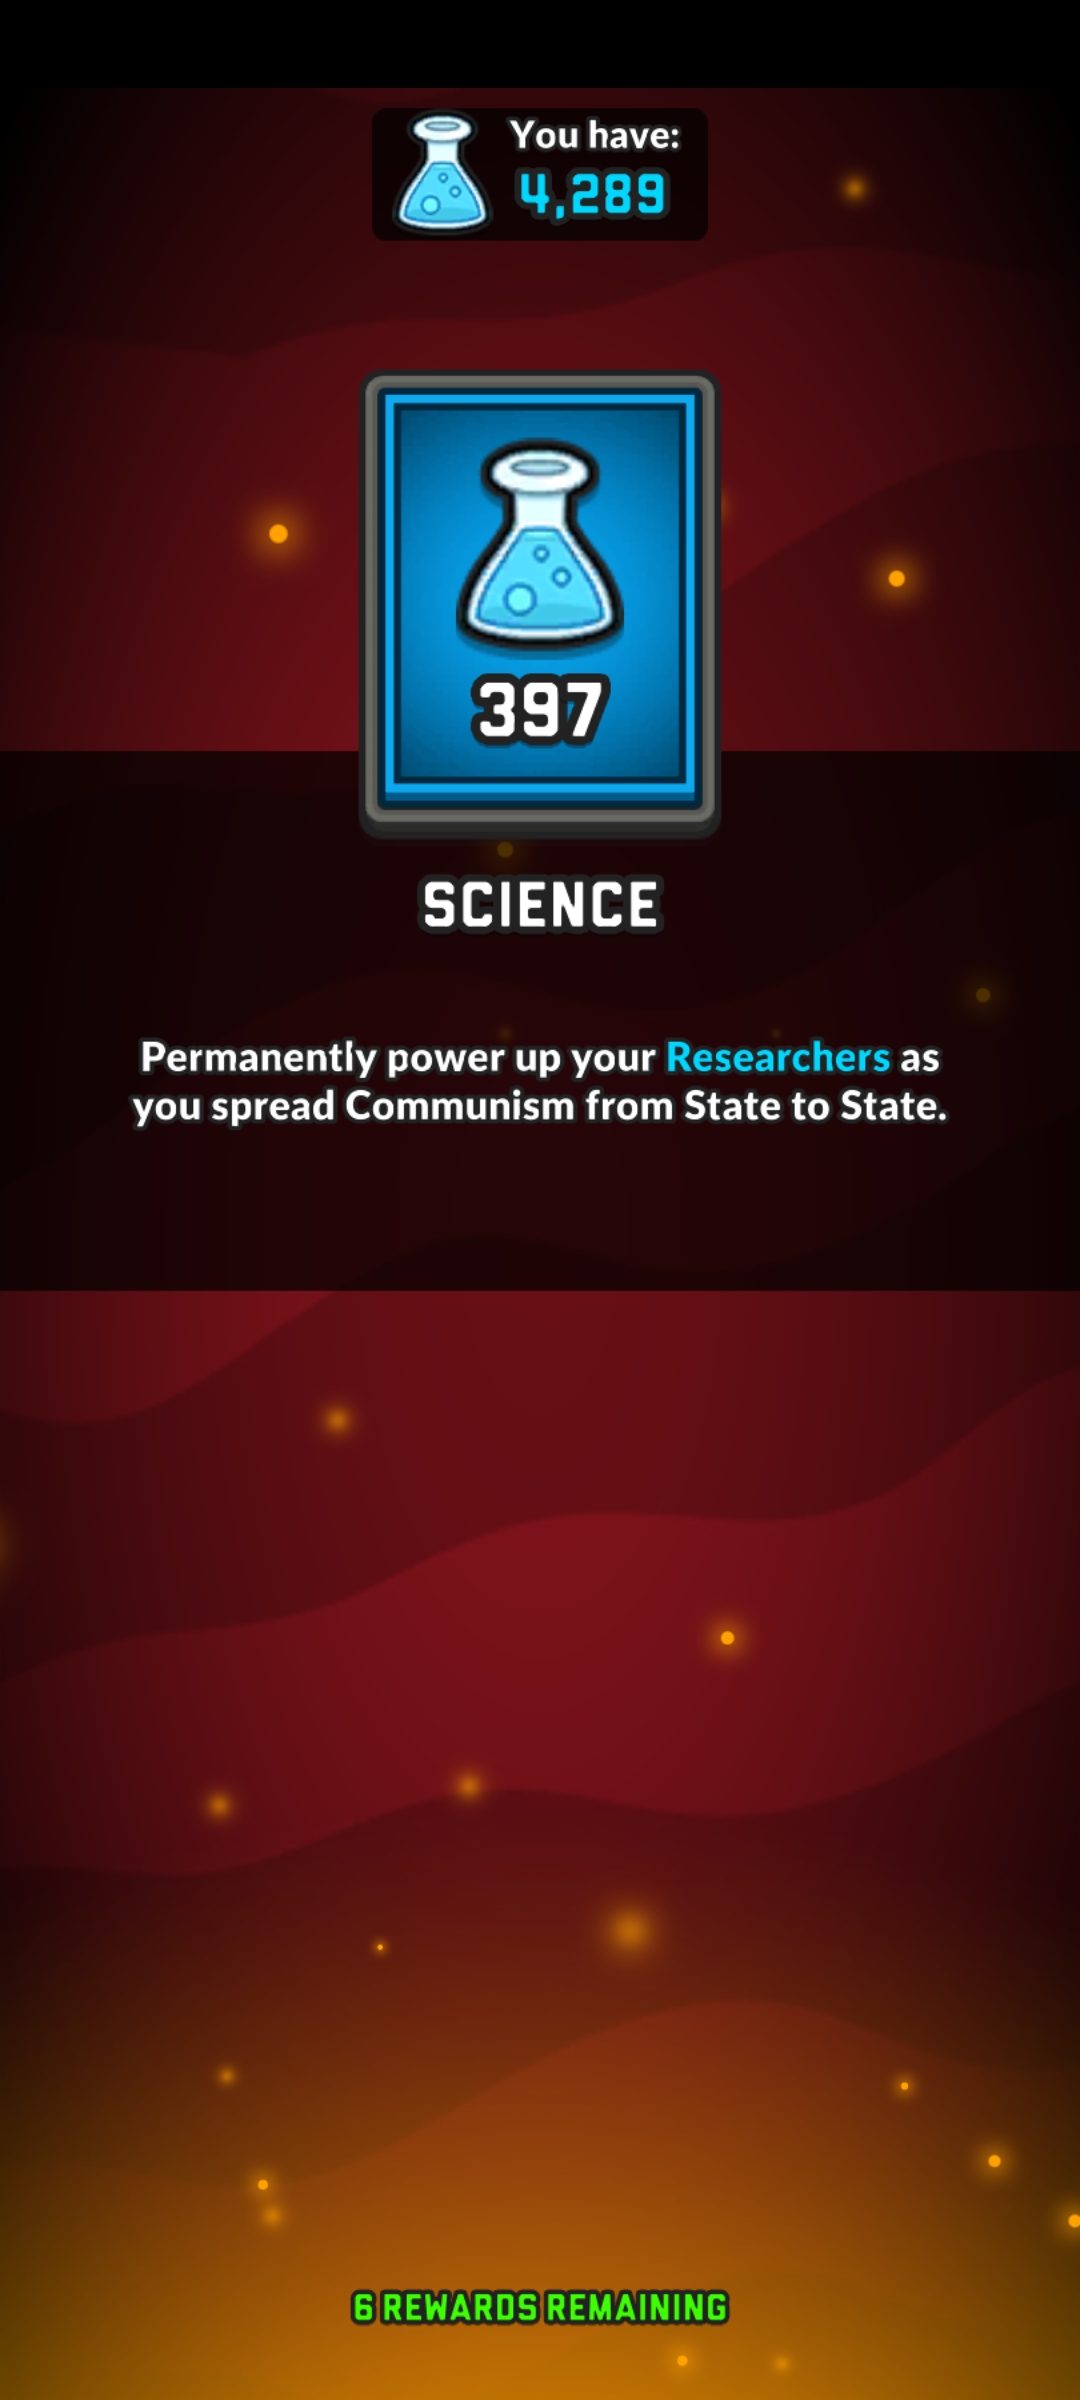 You have:
4,289
397
SCIENCE
Permanently power up your Researchers as
you spread Communism from State to State.
6 REWARDS REMAINING